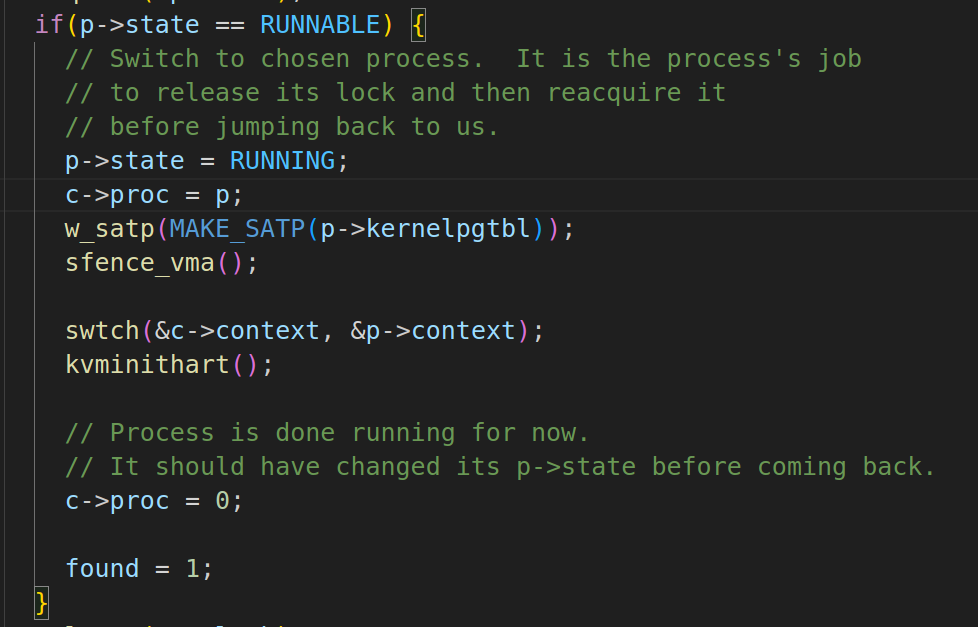 if(p->state == RUNNABLE) {
// Switch to chosen process.  It is the process's job
// to release its lock and then reacquire it
// before jumping back to us.
p->state = RUNNING;
c->proc = p;
w_satp(MAKE_SATP(p->kernelpgtbl));
sfence_vma();
swtch(&c->context, &p->context);
kvminithart();
// Process is done running for now.
// It should have changed its p->state before coming back.
c->proc = 0;
found = 1;
}